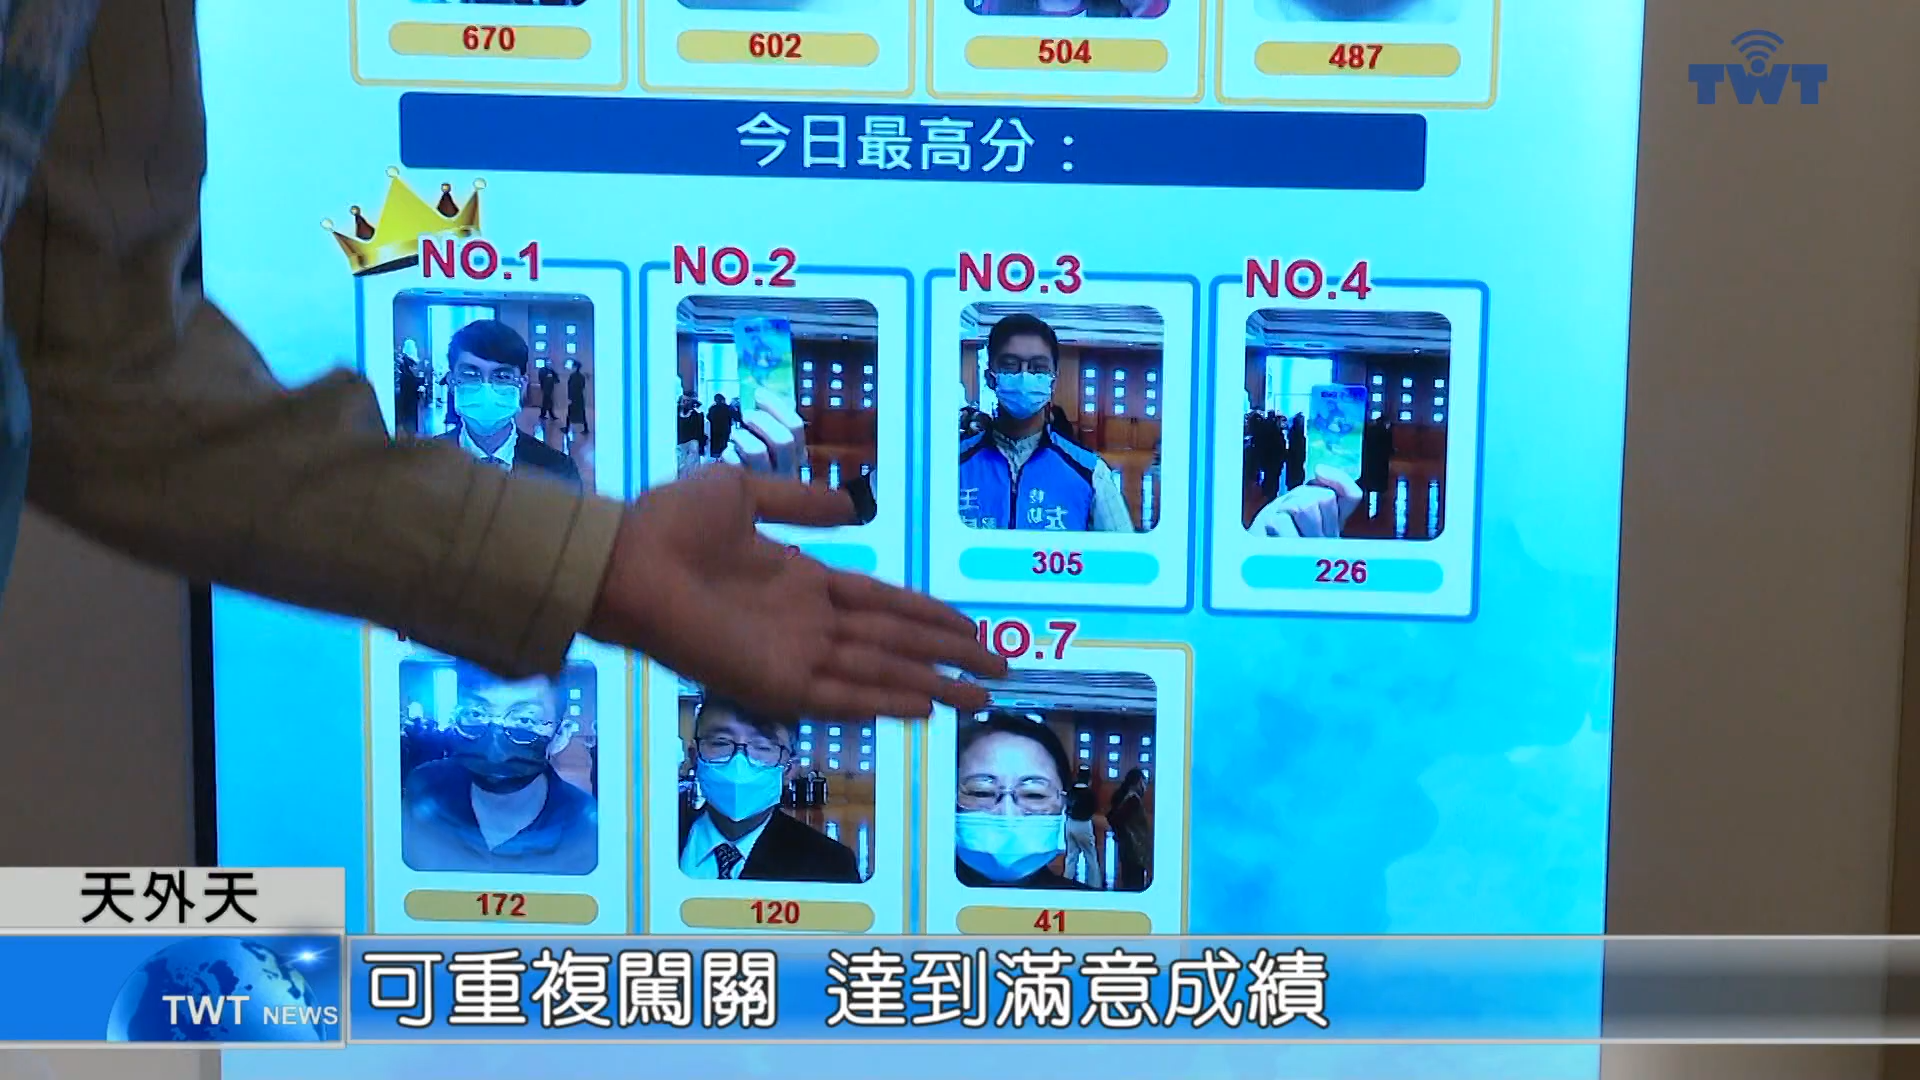 670 602 504 487
TWT
今日最高分：
NO.1 NO.2 NO.3 NO.4
305 226
NO.7
172 120 41
天外天
TWT NEWS
可重複闖關 達到滿意成績